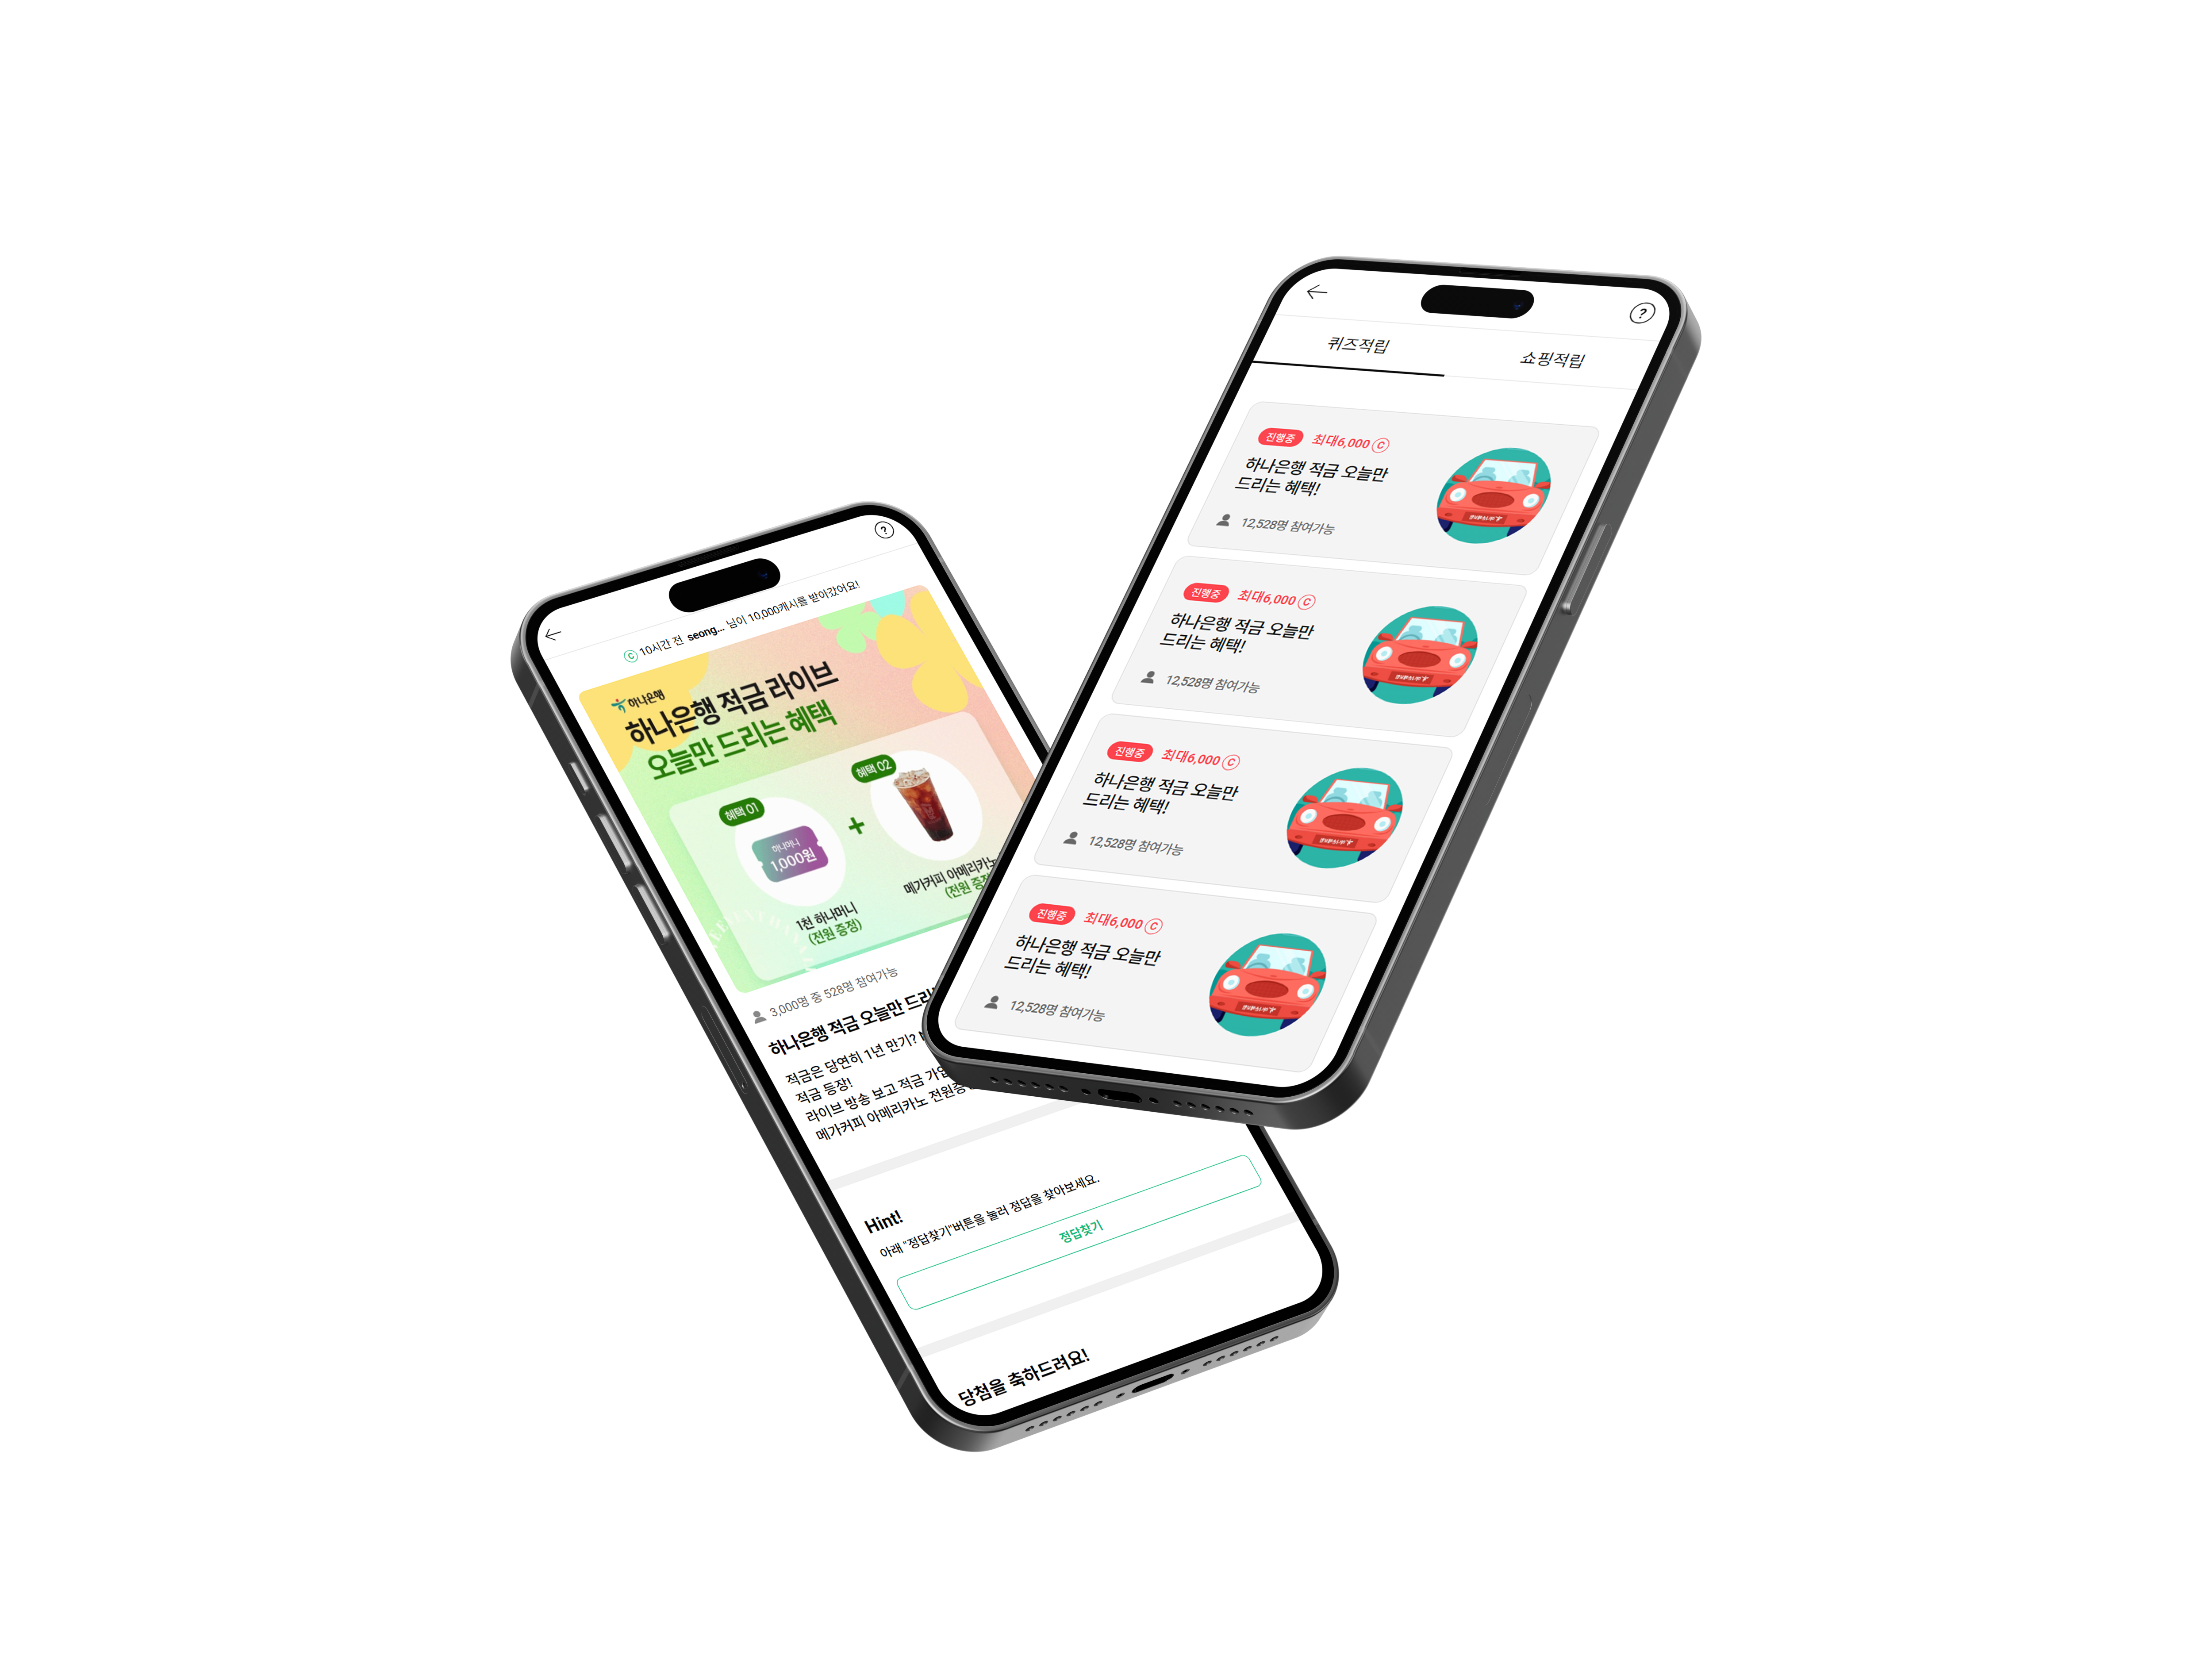 10시간 전 seong... 님이 10,000캐시를 받아갔어요!
하나은행
하나은행 적금 라이브
오늘만 드리는 혜택
혜택 01
하나머니
1,000원
1천 하나머니
(전원 증정)
+
혜택 02
메가커피 아메리카노
(전원 증정
3,000명 중 528명 참여가능
하나은행 적금 오늘만
적금은 당연히 1년 만기?
적금 등장!
라이브 방송 보고 적금
메가커피 아메리카노 전원증
Hint!
아래 "정답찾기"버튼을 눌러 정답을 찾아보세요.
정답찾기
당첨을 축하드려요!
퀴즈적립
쇼핑적립
진행중 최대6,000 C
하나은행 적금 오늘만
드리는 혜택!
12,528명 참여가능
진행중 최대6,000 C
하나은행 적금 오늘만
드리는 혜택!
12,528명 참여가능
진행중 최대6,000 C
하나은행 적금 오늘만
드리는 혜택!
12,528명 참여가능
진행중 최대6,000 C
하나은행 적금 오늘만
드리는 혜택!
12,528명 참여가능